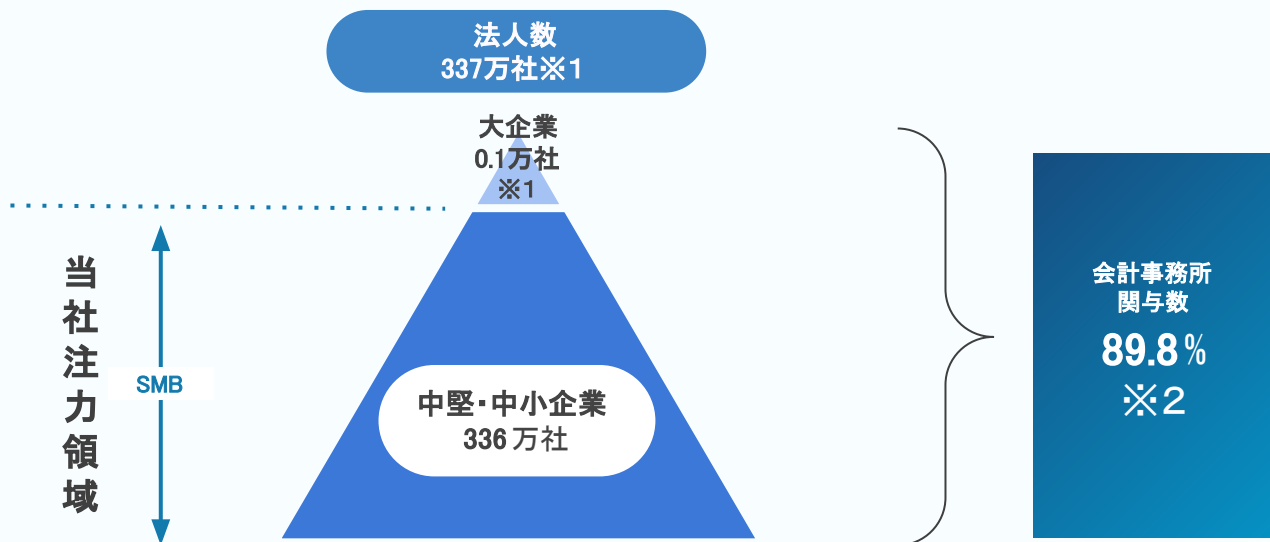 法人数
337万社※1
大企業
0.1万社
※1
当社注力領域
SMB
中堅・中小企業
336万社
会計事務所
関与数
89.8%
※2